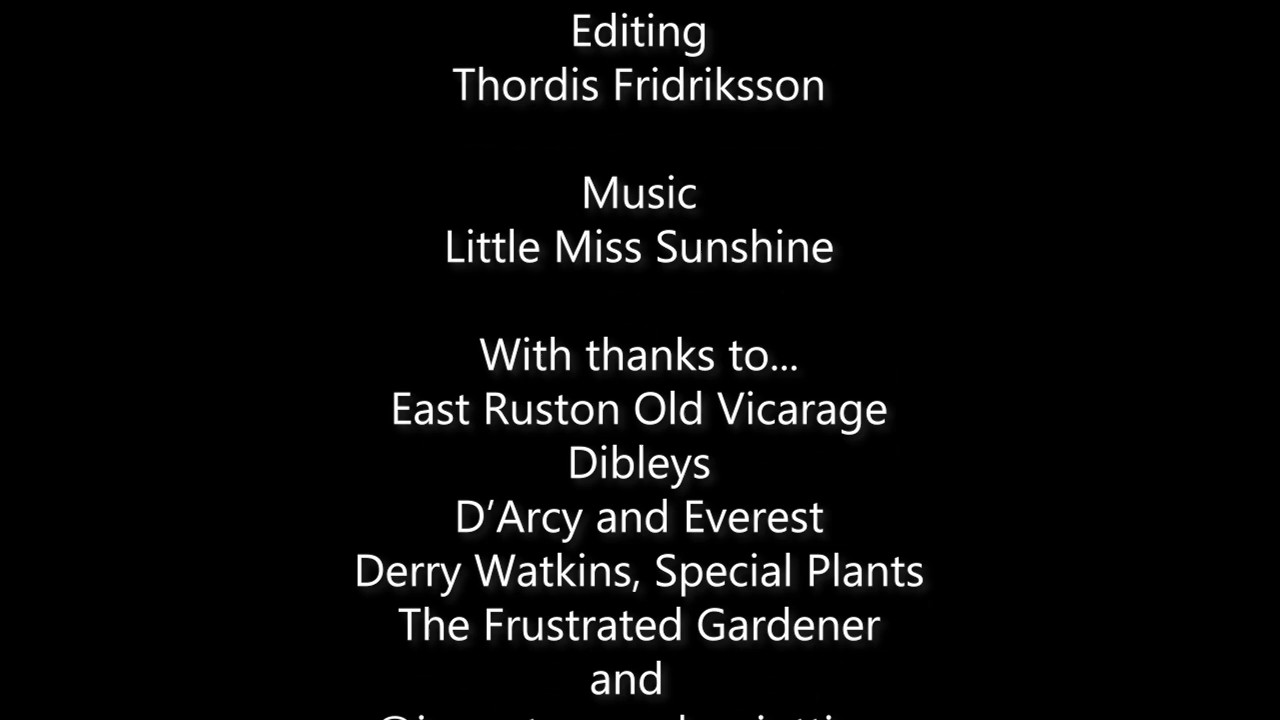 Editing
Thordis Fridriksson
Music
Little Miss Sunshine
With thanks to...
East Ruston Old Vicarage
Dibleys
D’Arcy and Everest
Derry Watkins, Special Plants
The Frustrated Gardener
and